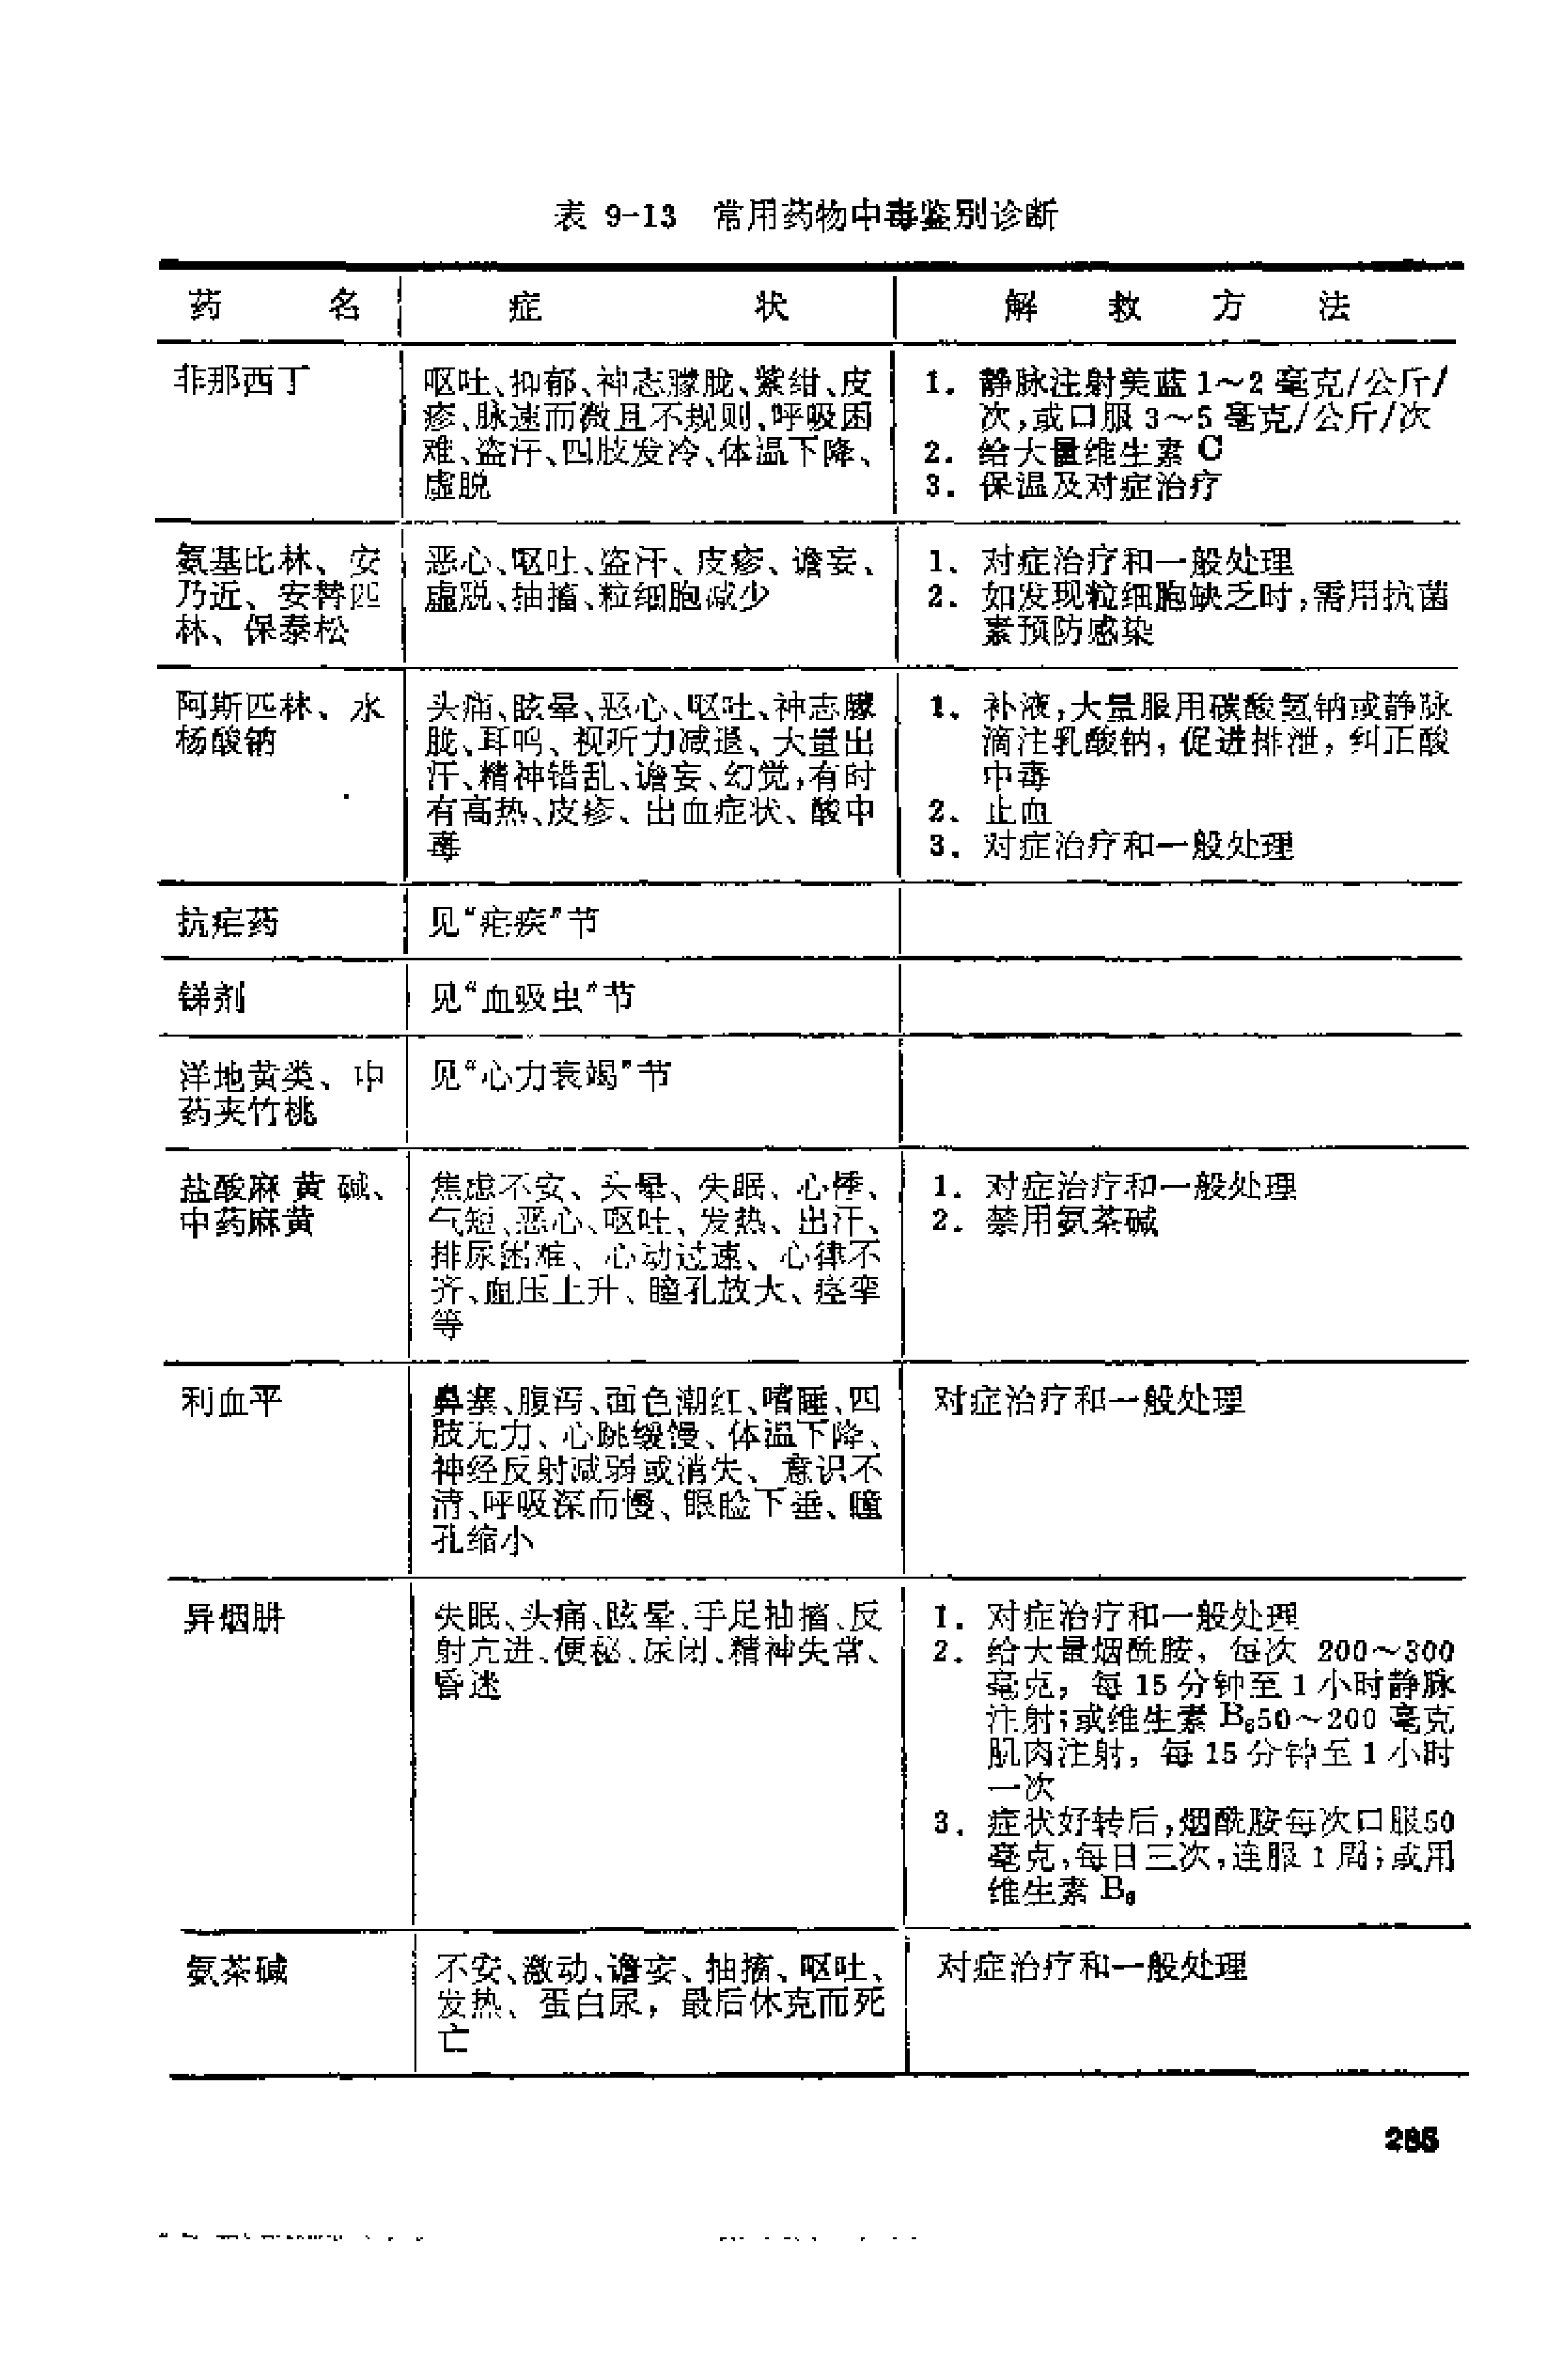 表 9-13 常用药物中毒鉴别诊断
药名 症状 解救方法
非那西丁
呕吐、抑郁、神志朦胧、紫绀、皮
疹、脉速而微且不规则、呼吸困
难、盗汗、四肢发冷、体温下降、
虚脱
1. 静脉注射美蓝 1～2 毫克/公斤/
次,或口服 3～5 毫克/公斤/次
2. 给大量维生素 C
3. 保温及对症治疗
氨基比林、安
乃近、安替匹
林、保泰松
恶心、呕吐、盗汗、皮疹、谵妄、
虚脱、抽搐、粒细胞减少
1. 对症治疗和一般处理
2. 如发现粒细胞缺乏时,需用抗菌
素预防感染
阿斯匹林、水
杨酸钠
头痛、眩晕、恶心、呕吐、神志朦
胧、耳鸣、视听力减退、大量出
汗、精神错乱、谵妄、幻觉,有时
有高热、皮疹、出血症状、酸中
毒
1. 补液,大量服用碳酸氢钠或静脉
滴注乳酸钠,促进排泄,纠正酸
中毒
2. 止血
3. 对症治疗和一般处理
抗疟药
见“疟疾”节
锑剂
见“血吸虫”节
洋地黄类、中
药夹竹桃
见“心力衰竭”节
盐酸麻黄碱、
中药麻黄
焦虑不安、头晕、失眠、心悸、
气短、恶心、呕吐、发热、出汗、
排尿困难、心动过速、心律不
齐、血压上升、瞳孔放大、痉挛
等
1. 对症治疗和一般处理
2. 禁用氨茶碱
利血平
鼻塞、腹泻、面色潮红、嗜睡、四
肢无力、心跳缓慢、体温下降、
神经反射减弱或消失、意识不
清、呼吸深而慢、眼睑下垂、瞳
孔缩小
对症治疗和一般处理
异烟肼
失眠、头痛、眩晕、手足抽搐、反
射亢进、便秘、尿闭、精神失常、
昏迷
1. 对症治疗和一般处理
2. 给大量烟酰胺,每次 200～300
毫克,每 15 分钟至 1 小时静脉
注射;或维生素 B₆50～200 毫克
肌肉注射,每 15 分钟至 1 小时
一次
3. 症状好转后,烟酰胺每次口服50
毫克,每日三次,连服 1 周;或用
维生素 B₆
氨茶碱
不安、激动、谵妄、抽搐、呕吐、
发热、蛋白尿,最后休克而死
亡
对症治疗和一般处理
285